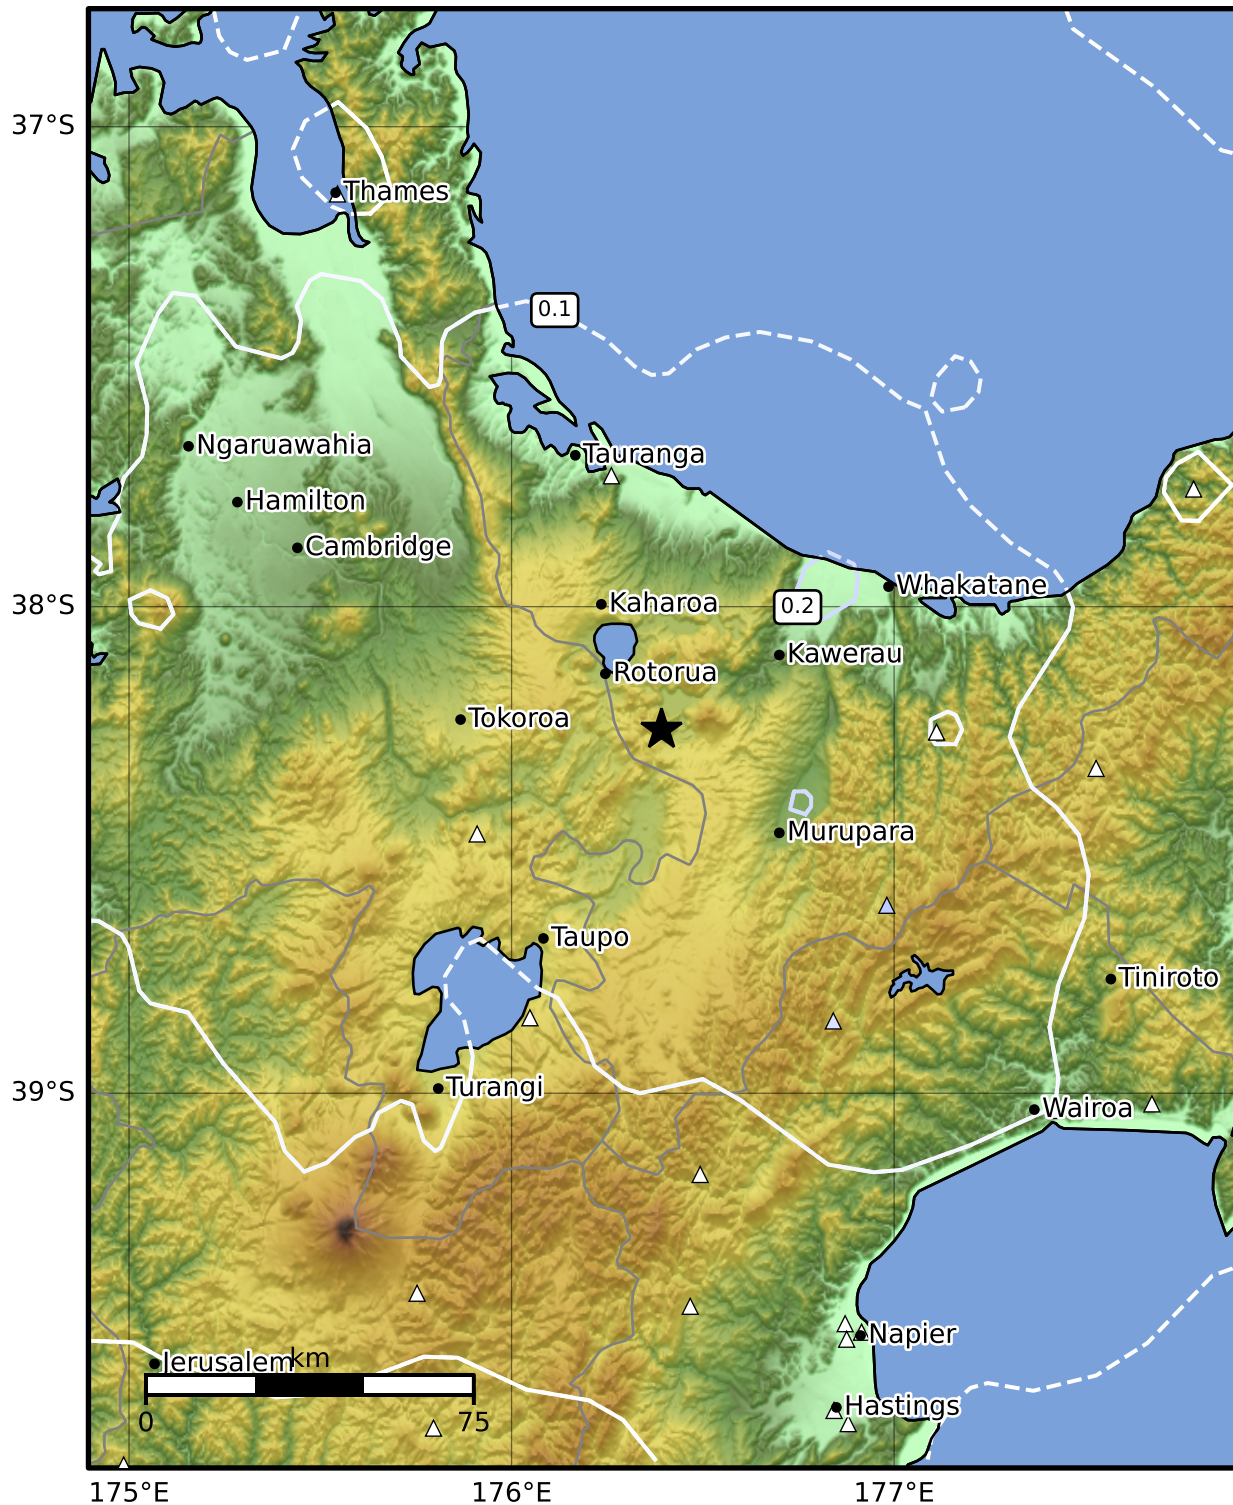 37°S
Thames
0.1
Ngaruawahia
Tauranga
Hamilton
Cambridge
Whakatane
38°S
Kaharoa
0.2
Kawerau
Rotorua
Tokoroa
Murupara
Taupo
Tiniroto
39°S
Turangi
Wairoa
Napier
Jerusalem
km
Hastings
0
75
175°E
176°E
177°E